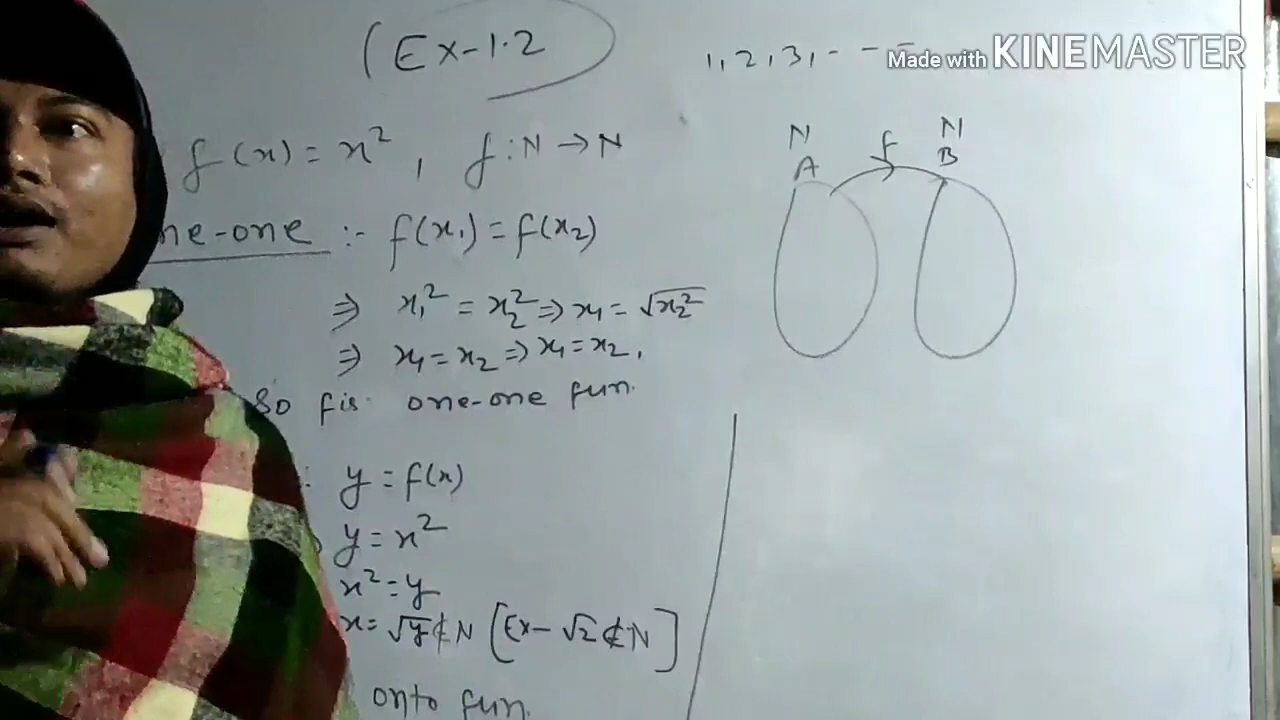 (Ex-1.2)
1, 2, 3, - - -
Made with KINEMASTER
f(x) = x², f: N → N
ne-one :- f(x₁) = f(x₂)
⇒ x₁² = x₂² ⇒ x₁ = √x₂²
⇒ x₁ = x₂ ⇒ x₁ = x₂.
So f is one-one fun.
: y = f(x)
y = x²
x² = y
x = √y ∉ N [Ex- √2 ∉ N]
onto fun.
N f N
A B